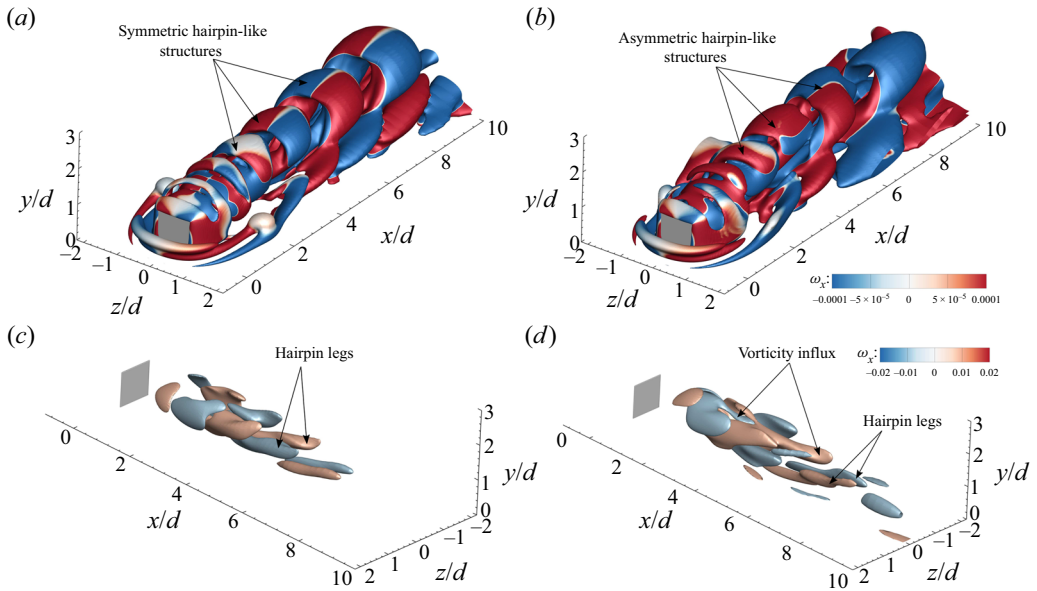 (a)
Symmetric hairpin-like
structures
3
2
1
0
y/d
−2
−1
0
1
2
z/d
0
2
4
6
8
10
x/d
(b)
Asymmetric hairpin-like
structures
3
2
1
0
y/d
−2
−1
0
1
2
z/d
0
2
4
6
8
10
x/d
ωx:
−0.0001 −5 × 10−5 0 5 × 10−5 0.0001
(c)
Hairpin legs
0
2
4
6
8
10
x/d
3
2
1
0
y/d
−2
−1
0
1
2
z/d
(d)
Vorticity influx
ωx:
−0.02 −0.01 0 0.01 0.02
Hairpin legs
0
2
4
6
8
10
x/d
3
2
1
0
y/d
−2
−1
0
1
2
z/d